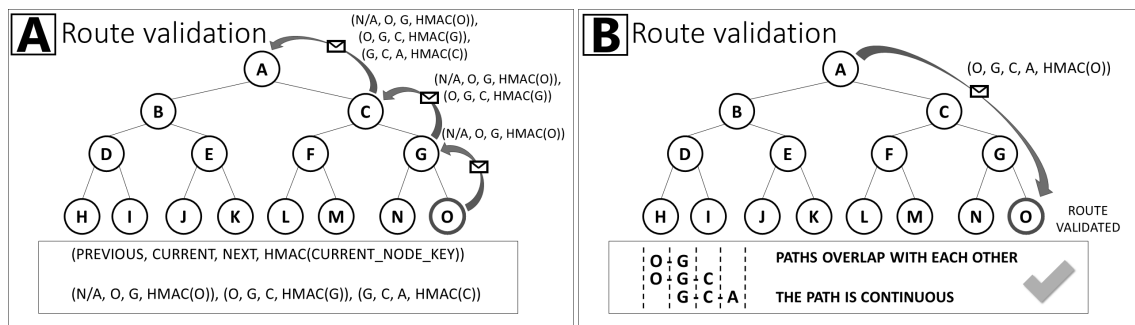 A Route validation
(N/A, O, G, HMAC(O)),
(O, G, C, HMAC(G)),
(G, C, A, HMAC(C))
(N/A, O, G, HMAC(O)),
(O, G, C, HMAC(G))
(N/A, O, G, HMAC(O))
A
B C
D E F G
H I J K L M N O
(PREVIOUS, CURRENT, NEXT, HMAC(CURRENT_NODE_KEY))
(N/A, O, G, HMAC(O)), (O, G, C, HMAC(G)), (G, C, A, HMAC(C))
B Route validation
(O, G, C, A, HMAC(O))
A
B C
D E F G
H I J K L M N O
ROUTE
VALIDATED
O-G
O-G-C
G-C-A
PATHS OVERLAP WITH EACH OTHER
THE PATH IS CONTINUOUS